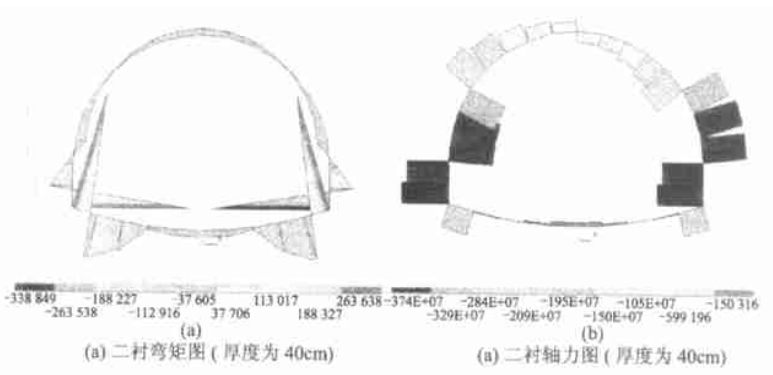 -338 849 -188 227 -37 605 113 017 263 638
-263 538 -112 916 37 706 188 327
(a)
(a) 二衬弯矩图 ( 厚度为 40cm)
-374E+07 -284E+07 -195E+07 -105E+07 -150 316
-329E+07 -209E+07 -150E+07 -599 196
(b)
(a) 二衬轴力图 ( 厚度为 40cm)